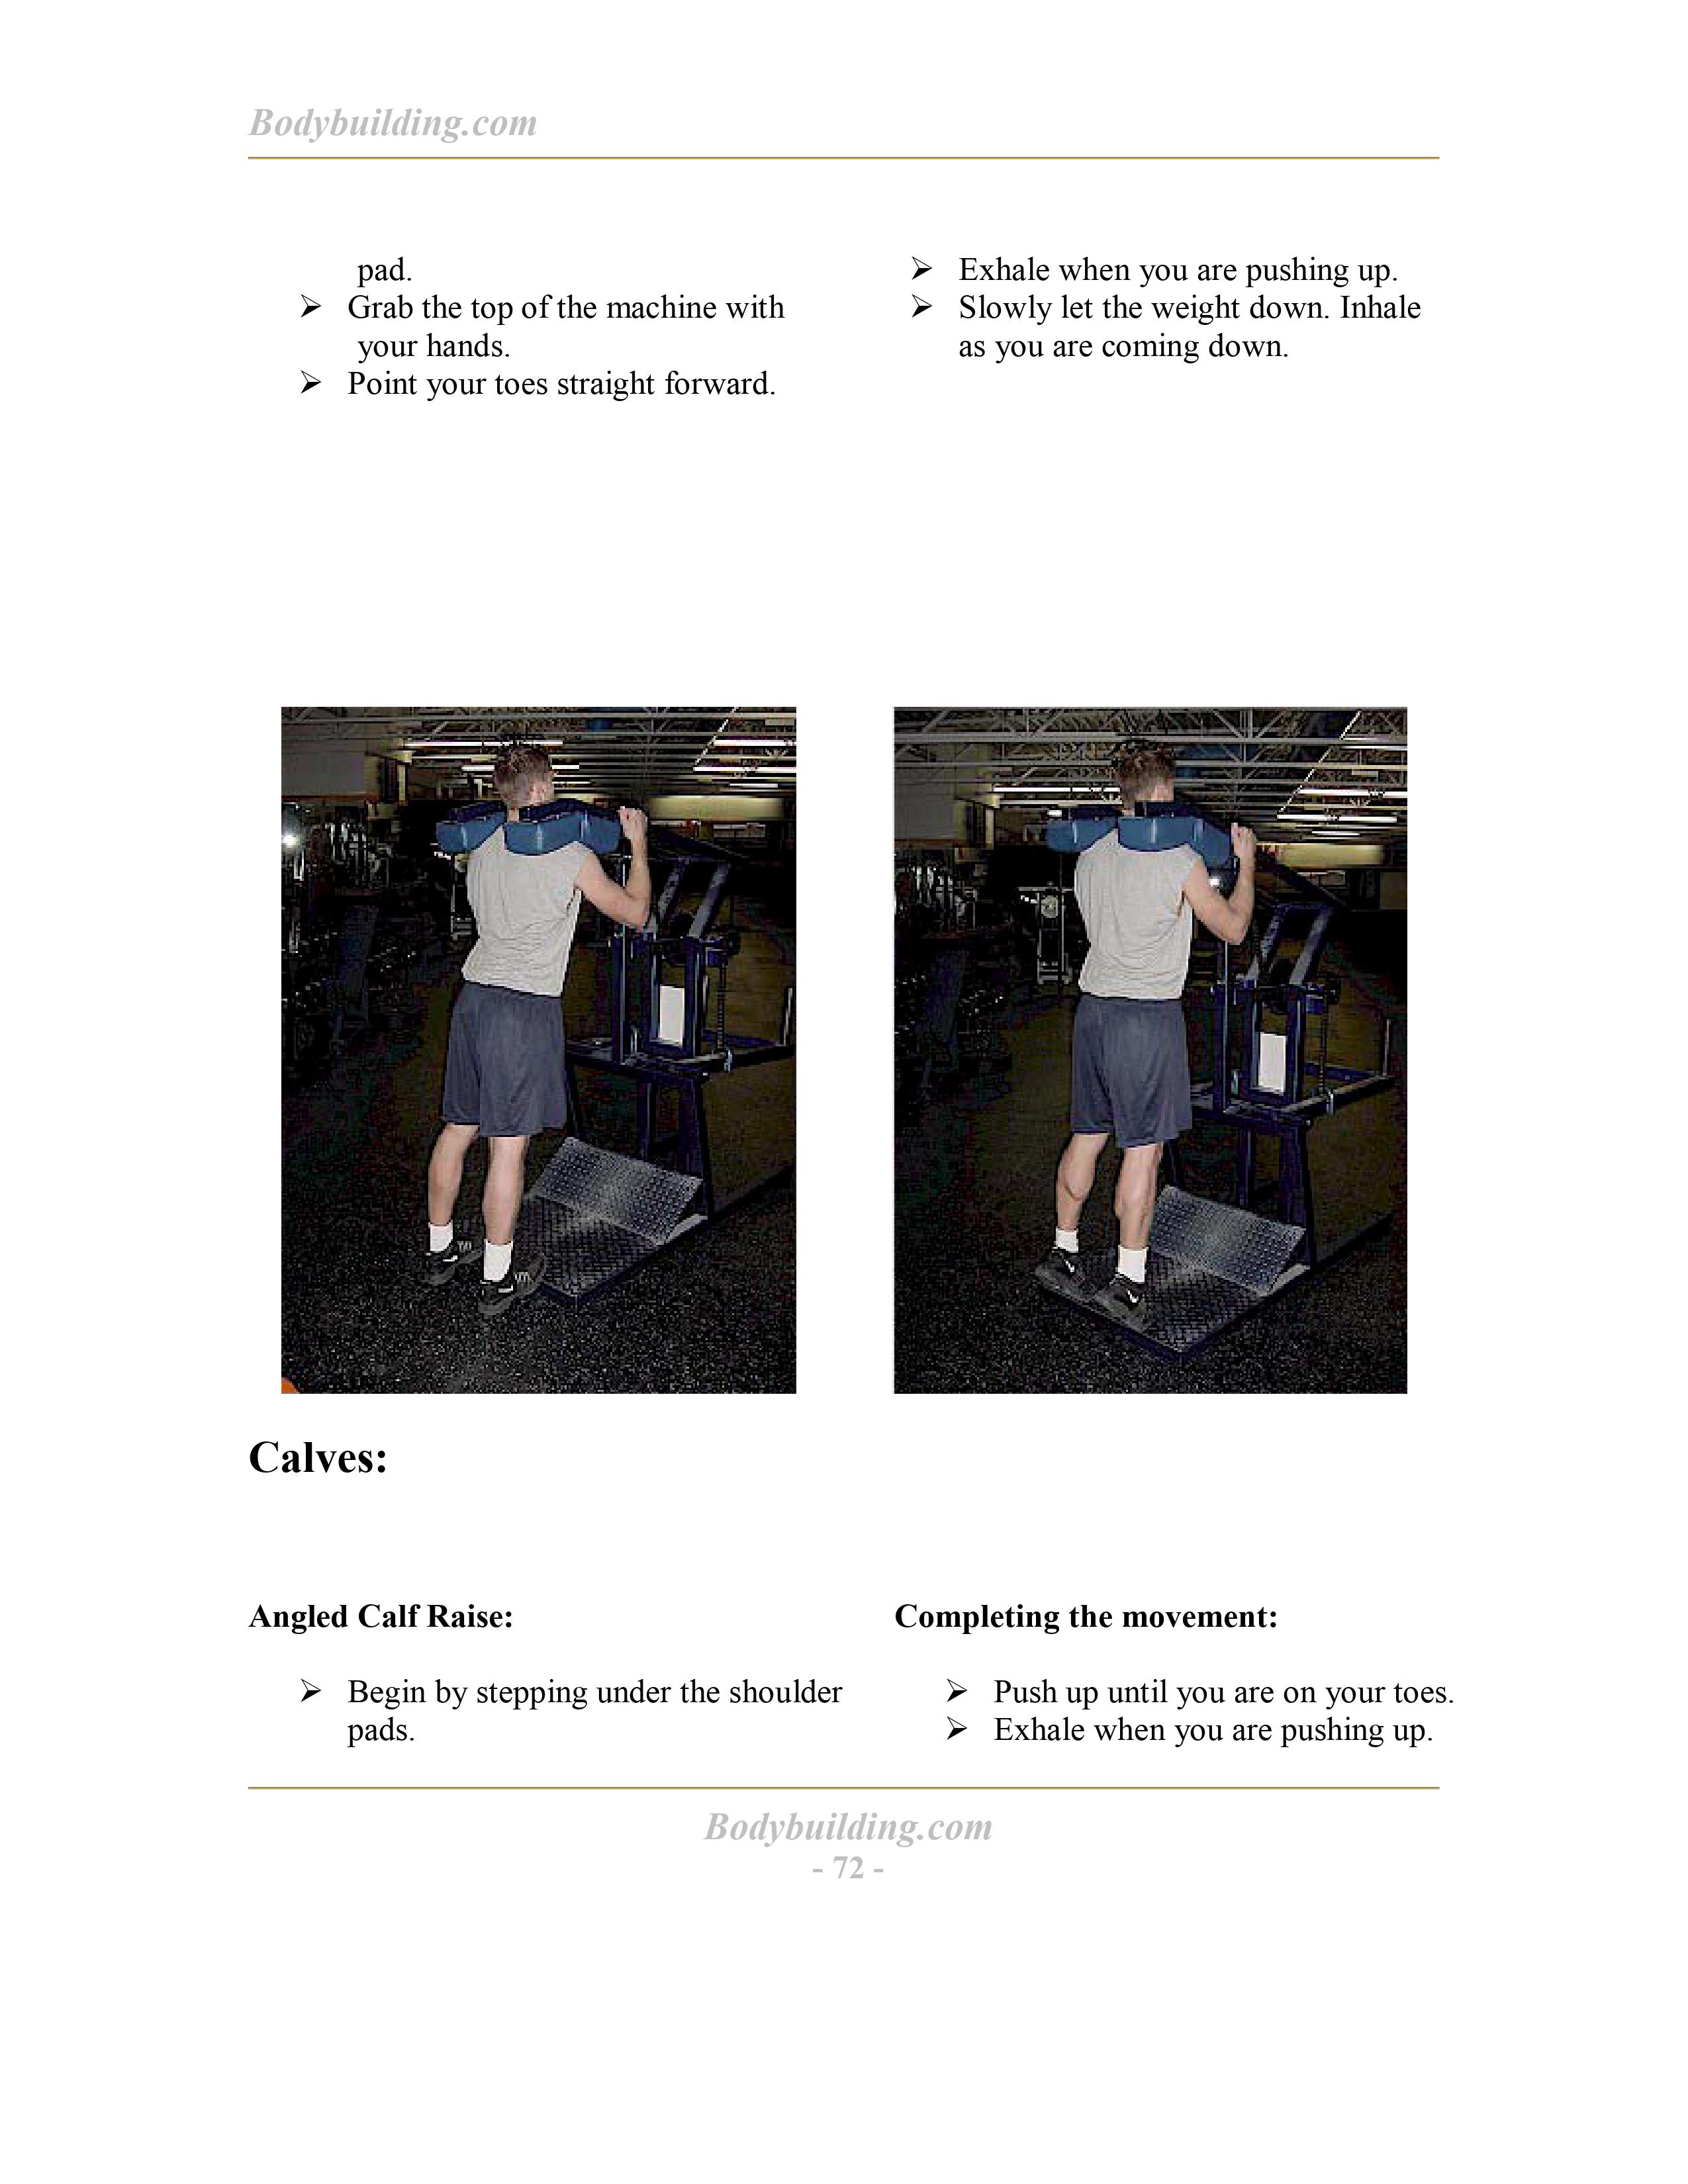 Bodybuilding.com
pad.
➢ Grab the top of the machine with
your hands.
➢ Point your toes straight forward.
➢ Exhale when you are pushing up.
➢ Slowly let the weight down. Inhale
as you are coming down.
Calves:
Angled Calf Raise:
➢ Begin by stepping under the shoulder
pads.
Completing the movement:
➢ Push up until you are on your toes.
➢ Exhale when you are pushing up.
Bodybuilding.com
- 72 -